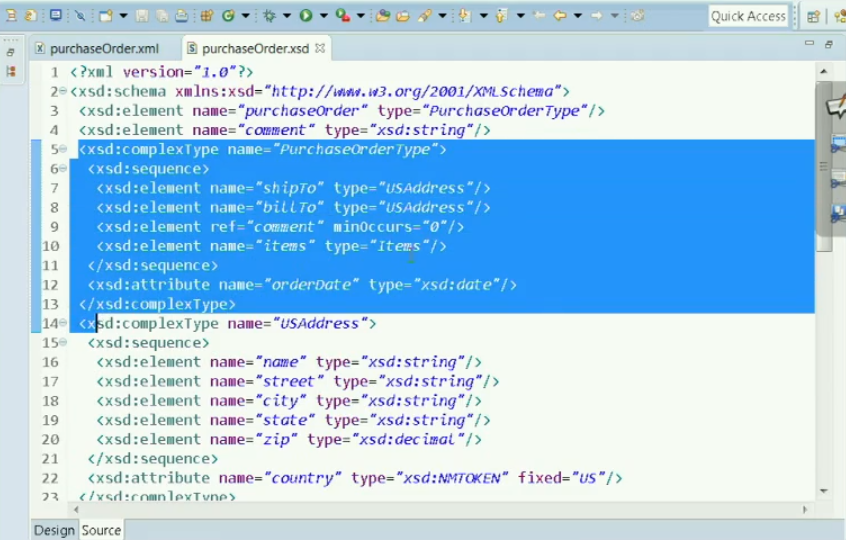 Quick Access
purchaseOrder.xml
purchaseOrder.xsd
1 <?xml version="1.0"?>
2 <xsd:schema xmlns:xsd="http://www.w3.org/2001/XMLSchema">
3 <xsd:element name="purchaseOrder" type="PurchaseOrderType"/>
4 <xsd:element name="comment" type="xsd:string"/>
5 <xsd:complexType name="PurchaseOrderType">
6 <xsd:sequence>
7 <xsd:element name="shipTo" type="USAddress"/>
8 <xsd:element name="billTo" type="USAddress"/>
9 <xsd:element ref="comment" minOccurs="0"/>
10 <xsd:element name="items" type="Items"/>
11 </xsd:sequence>
12 <xsd:attribute name="orderDate" type="xsd:date"/>
13 </xsd:complexType>
14 <xsd:complexType name="USAddress">
15 <xsd:sequence>
16 <xsd:element name="name" type="xsd:string"/>
17 <xsd:element name="street" type="xsd:string"/>
18 <xsd:element name="city" type="xsd:string"/>
19 <xsd:element name="state" type="xsd:string"/>
20 <xsd:element name="zip" type="xsd:decimal"/>
21 </xsd:sequence>
22 <xsd:attribute name="country" type="xsd:NMTOKEN" fixed="US"/>
23 </xsd:complexType>
Design Source